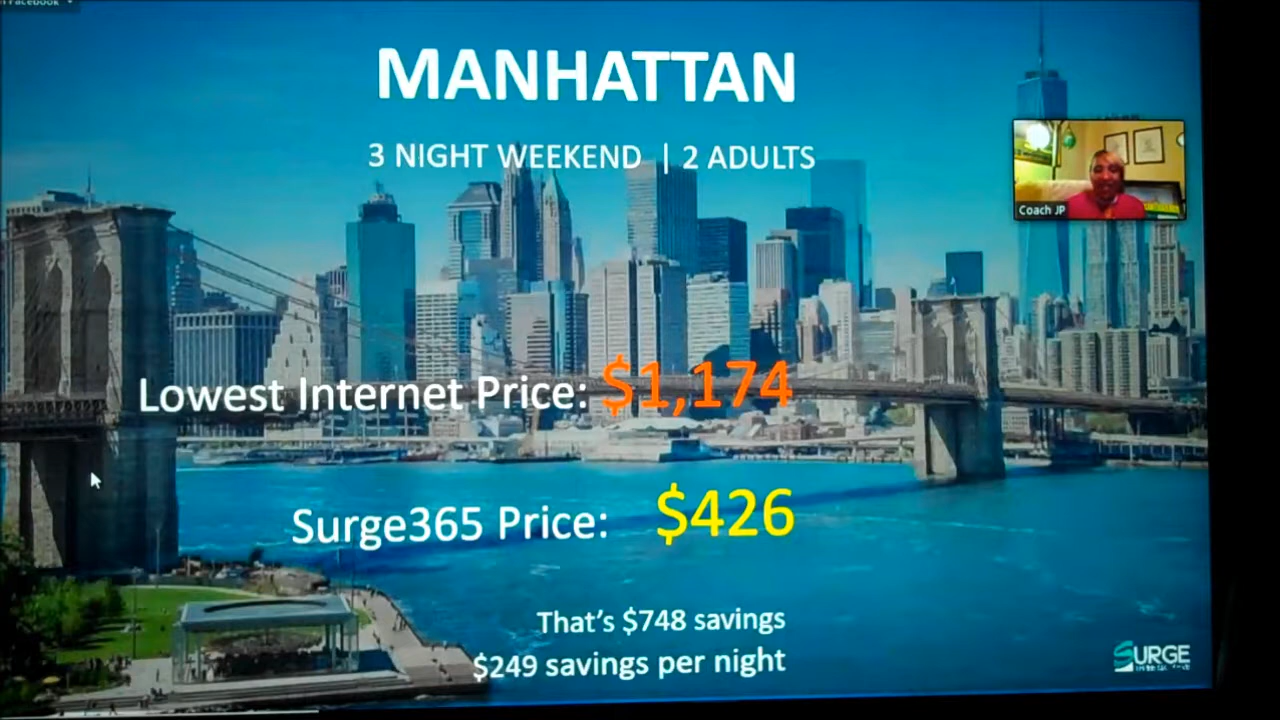 Facebook
MANHATTAN
3 NIGHT WEEKEND | 2 ADULTS
Coach JP
Lowest Internet Price: $1,174
Surge365 Price: $426
That's $748 savings
$249 savings per night
SURGE